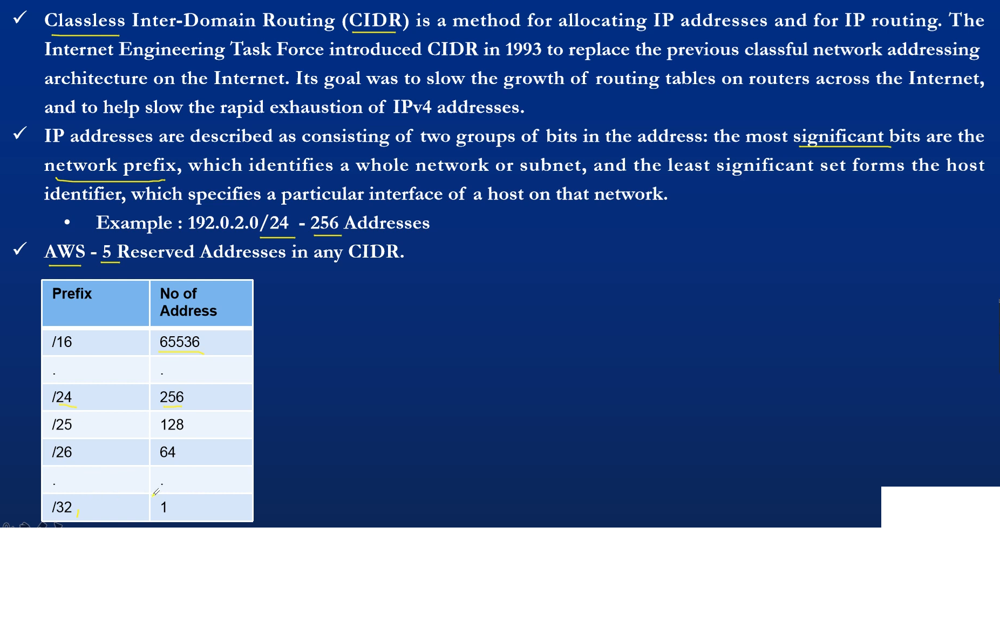 ✓ Classless Inter-Domain Routing (CIDR) is a method for allocating IP addresses and for IP routing. The
Internet Engineering Task Force introduced CIDR in 1993 to replace the previous classful network addressing
architecture on the Internet. Its goal was to slow the growth of routing tables on routers across the Internet,
and to help slow the rapid exhaustion of IPv4 addresses.
✓ IP addresses are described as consisting of two groups of bits in the address: the most significant bits are the
network prefix, which identifies a whole network or subnet, and the least significant set forms the host
identifier, which specifies a particular interface of a host on that network.
• Example : 192.0.2.0/24 - 256 Addresses
✓ AWS - 5 Reserved Addresses in any CIDR.
Prefix No of
Address
/16 65536
. .
/24 256
/25 128
/26 64
. .
/32 1